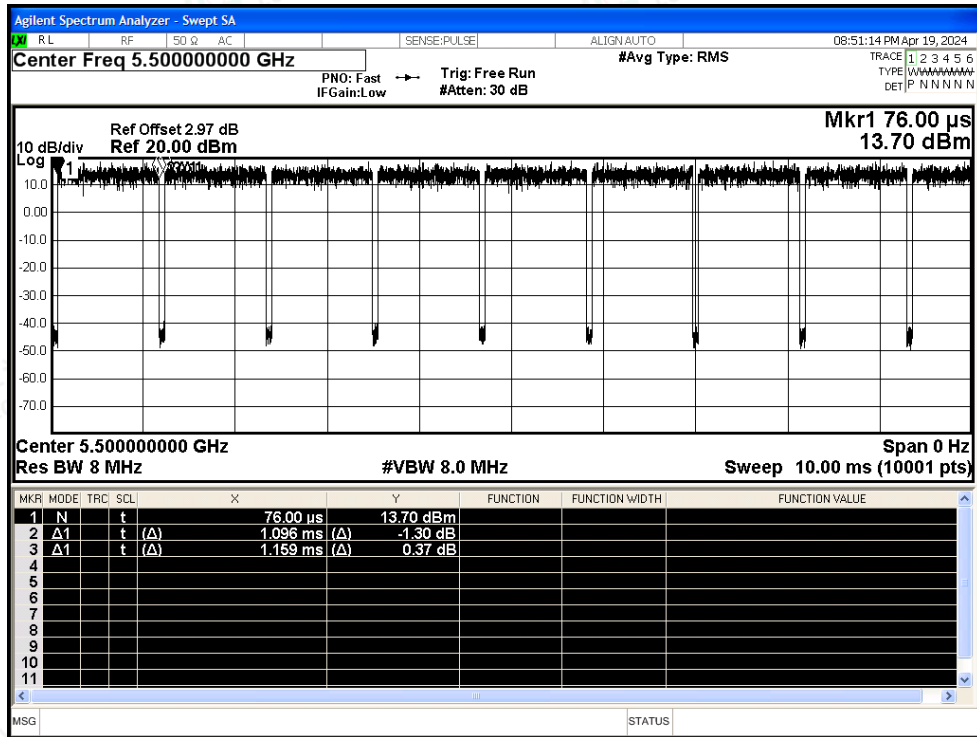 Agilent Spectrum Analyzer - Swept SA
LXI RL RF 50 Ω AC SENSE:PULSE ALIGN AUTO 08:51:14 PM Apr 19, 2024
Center Freq 5.500000000 GHz
#Avg Type: RMS
TRACE 1 2 3 4 5 6
PNO: Fast
Trig: Free Run
TYPE
IFGain:Low
#Atten: 30 dB
DET P N N N N N
Mkr1 76.00 µs
Ref Offset 2.97 dB
10 dB/div Ref 20.00 dBm 13.70 dBm
Log
1
10.0
0.00
-10.0
-20.0
-30.0
-40.0
-50.0
-60.0
-70.0
Center 5.500000000 GHz Span 0 Hz
Res BW 8 MHz #VBW 8.0 MHz Sweep 10.00 ms (10001 pts)
MKR MODE TRC SCL X Y FUNCTION FUNCTION WIDTH FUNCTION VALUE
1 N t 76.00 µs 13.70 dBm
2 Δ1 t (Δ) 1.096 ms (Δ) -1.30 dB
3 Δ1 t (Δ) 1.159 ms (Δ) 0.37 dB
4
5
6
7
8
9
10
11
MSG STATUS